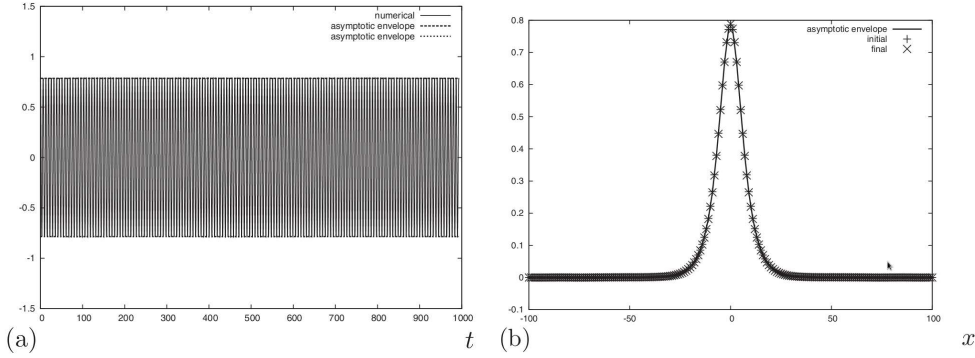 1.5
1
0.5
0
-0.5
-1
-1.5
0 100 200 300 400 500 600 700 800 900 1000
numerical
asymptotic envelope
asymptotic envelope
(a)
t
0.8
0.7
0.6
0.5
0.4
0.3
0.2
0.1
0
-0.1
-100 -50 0 50 100
asymptotic envelope
initial
final
(b)
x